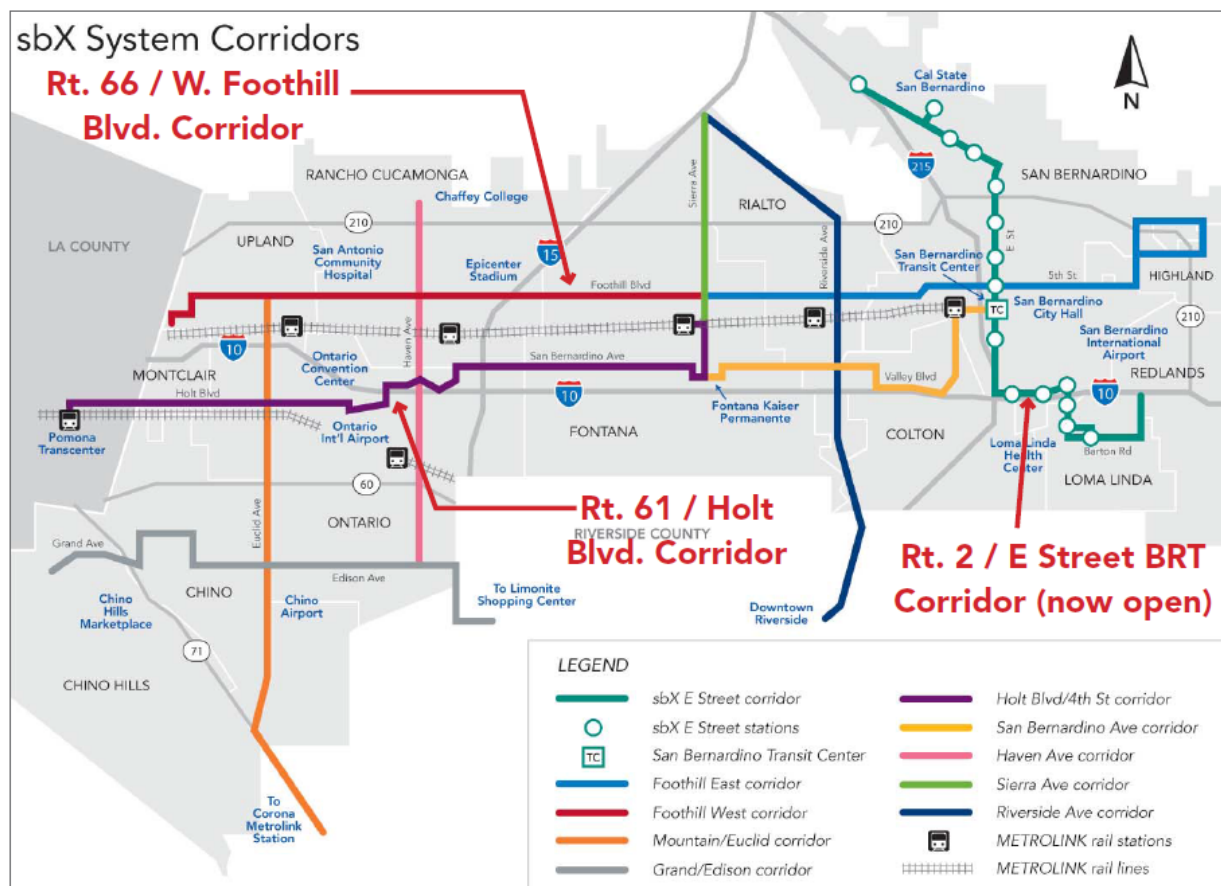 sbX System Corridors
Rt. 66 / W. Foothill
Blvd. Corridor
N
Cal State
San Bernardino
215
SAN BERNARDINO
RANCHO CUCAMONGA
Chaffey College
Sierra Ave
RIALTO
210
210
LA COUNTY
UPLAND
San Antonio
Community
Hospital
Epicenter
Stadium
15
Riverside Ave
San Bernardino
Transit Center
E St
5th St
HIGHLAND
Foothill Blvd
TC
San Bernardino
City Hall
210
10
Haven Ave
San Bernardino
International
Airport
MONTCLAIR
Ontario
Convention
Center
San Bernardino Ave
Valley Blvd
REDLANDS
Holt Blvd
10
10
Fontana Kaiser
Permanente
Pomona
Transcenter
Ontario
Int'l Airport
FONTANA
COLTON
Loma Linda
Health
Center
Barton Rd
LOMA LINDA
60
Euclid Ave
ONTARIO
Rt. 61 / Holt
Blvd. Corridor
RIVERSIDE COUNTY
Rt. 2 / E Street BRT
Corridor (now open)
Grand Ave
Edison Ave
CHINO
Chino
Hills
Marketplace
Chino
Airport
To Limonite
Shopping Center
Downtown
Riverside
71
CHINO HILLS
To
Corona
Metrolink
Station
LEGEND
sbX E Street corridor
sbX E Street stations
TC San Bernardino Transit Center
Foothill East corridor
Foothill West corridor
Mountain/Euclid corridor
Grand/Edison corridor
Holt Blvd/4th St corridor
San Bernardino Ave corridor
Haven Ave corridor
Sierra Ave corridor
Riverside Ave corridor
METROLINK rail stations
METROLINK rail lines